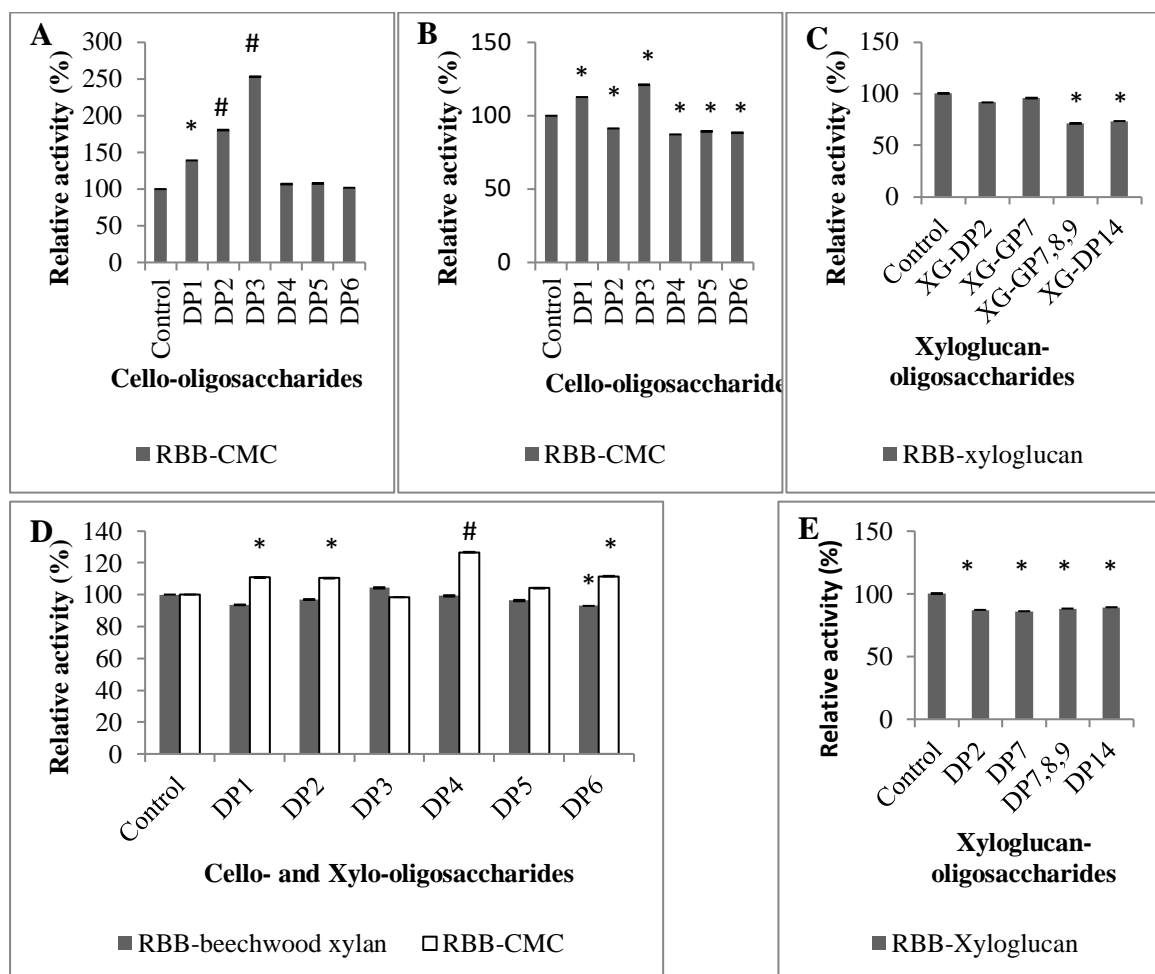 A
Relative activity (%)
300
250
200
150
100
50
0
*
#
#
Control
DP1
DP2
DP3
DP4
DP5
DP6
Cello-oligosaccharides
RBB-CMC
B
Relative activity (%)
150
100
50
0
*
*
*
*
*
*
Control
DP1
DP2
DP3
DP4
DP5
DP6
Cello-oligosaccharide
RBB-CMC
C
Relative activity (%)
150
100
50
0
*
*
Control
XG-DP2
XG-GP7
XG-GP7,8,9
XG-DP14
Xyloglucan-
oligosaccharides
RBB-xyloglucan
D
Relative activity (%)
140
120
100
80
60
40
20
0
*
*
#
*
*
Control
DP1
DP2
DP3
DP4
DP5
DP6
Cello- and Xylo-oligosaccharides
RBB-beechwood xylan
RBB-CMC
E
Relative activity (%)
150
100
50
0
*
*
*
*
Control
DP2
DP7
DP7,8,9
DP14
Xyloglucan-
oligosaccharides
RBB-Xyloglucan